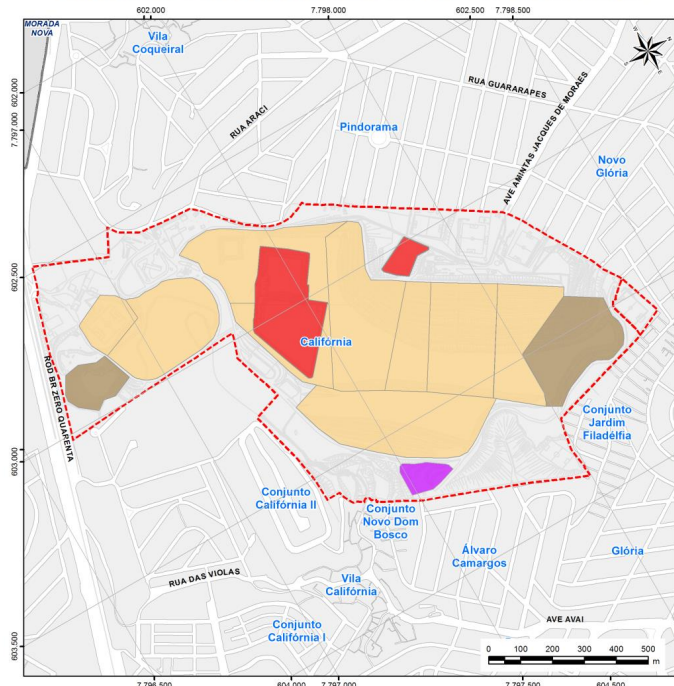 602.000
7.798.000
602.500
7.798.500
MORADA
NOVA
Vila
Coqueiral
RUA GUARARAPES
RUA ARACI
Pindorama
AVE AMINTAS JACQUES DE MORAES
Novo
Glória
602.000
7.797.000
602.500
Califórnia
ROD BR ZERO QUARENTA
Conjunto
Jardim
Filadélfia
603.000
Conjunto
Califórnia II
Conjunto
Novo Dom
Bosco
Álvaro
Camargos
Glória
RUA DAS VIOLAS
Vila
Califórnia
Conjunto
Califórnia I
AVE AVAI
603.500
0 100 200 300 400 500
m
7.796.500
604.000
7.797.000
7.797.500
604.500